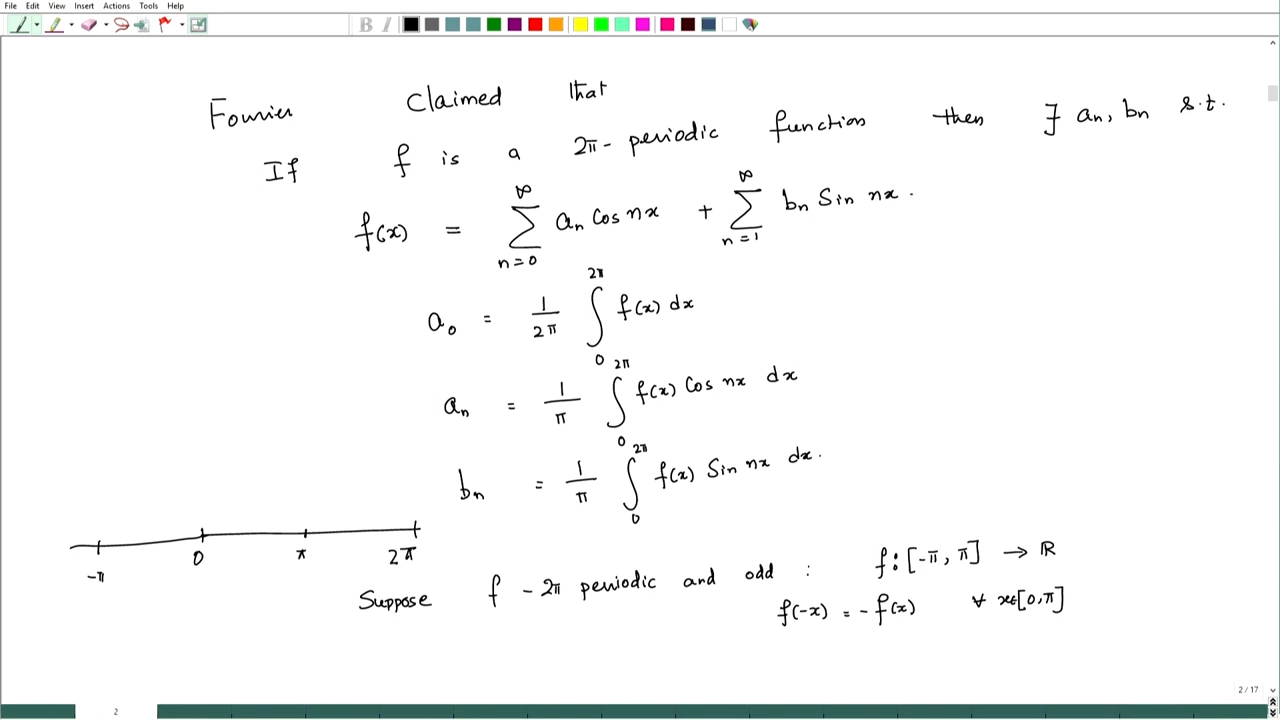 File Edit View Insert Actions Tools Help
B I
Fourier Claimed that
If f is a 2π- periodic function then ∃ an, bn s.t.
f(x) = ∑_{n=0}^{∞} an Cos nx + ∑_{n=1}^{∞} bn Sin nx.
a0 = 1/2π ∫_0^{2π} f(x) dx
an = 1/π ∫_0^{2π} f(x) Cos nx dx
bn = 1/π ∫_0^{2π} f(x) Sin nx dx.
-π 0 π 2π
Suppose f - 2π periodic and odd : f: [-π, π] → ℝ
f(-x) = - f(x) ∀ x∈[0,π]
2 / 17
2